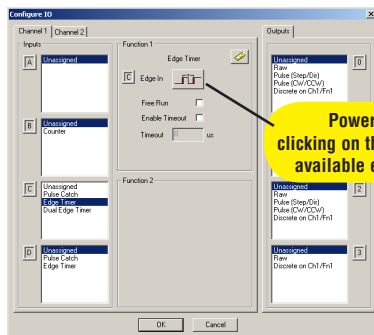 Configure IO
Channel 1
Channel 2
Inputs
A
Unassigned
B
Unassigned
Counter
C
Unassigned
Pulse Catch
Edge Timer
Dual Edge Timer
D
Unassigned
Pulse Catch
Edge Timer
Function 1
Edge Timer
C
Edge In
Free Run
Enable Timeout
Timeout
0
us
Function 2
Outputs
Unassigned
Raw
Pulse (Step/Dir)
Pulse (CW/CCW)
Discrete on Ch1/Fn1
0
Power
clicking on th
available e
Unassigned
Raw
Pulse (Step/Dir)
Pulse (CW/CCW)
Discrete on Ch1/Fn1
2
Unassigned
Raw
Discrete on Ch1/Fn1
3
OK
Cancel